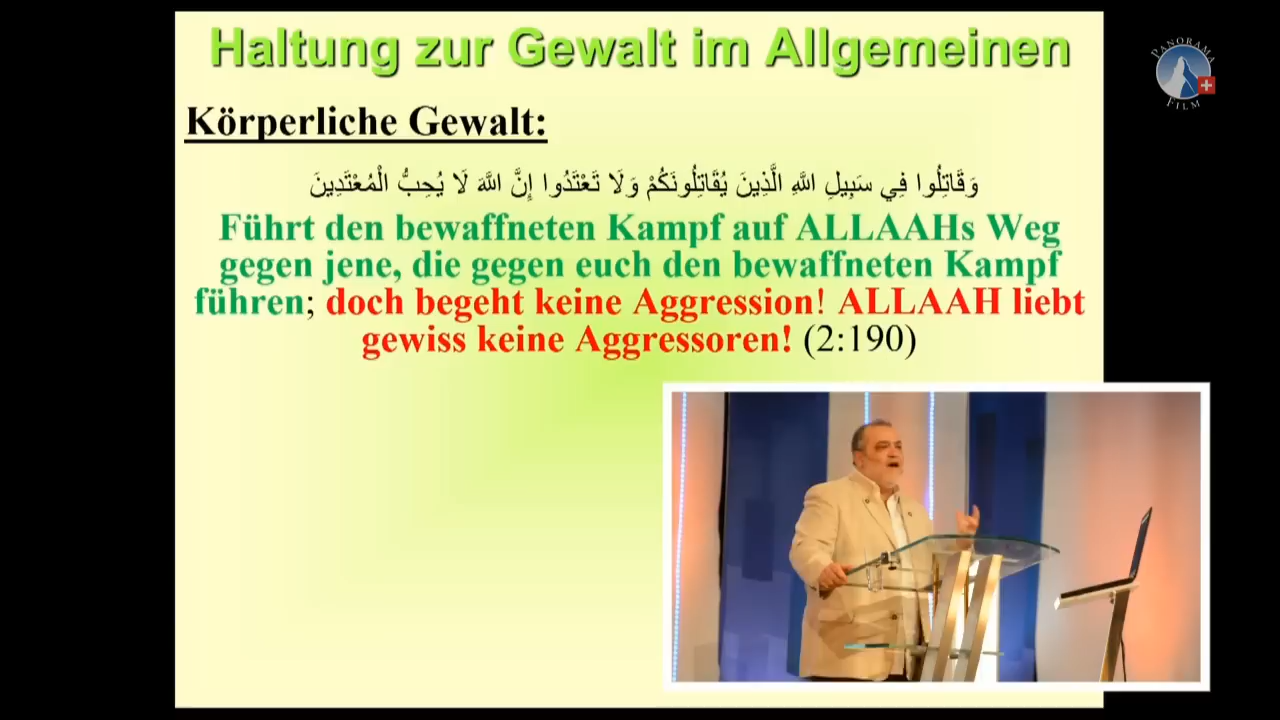 Haltung zur Gewalt im Allgemeinen
Körperliche Gewalt:
وَقَاتِلُوا فِي سَبِيلِ اللَّهِ الَّذِينَ يُقَاتِلُونَكُمْ وَلَا تَعْتَدُوا إِنَّ اللَّهَ لَا يُحِبُّ الْمُعْتَدِينَ
Führt den bewaffneten Kampf auf ALLAAHs Weg
gegen jene, die gegen euch den bewaffneten Kampf
führen; doch begeht keine Aggression! ALLAAH liebt
gewiss keine Aggressoren! (2:190)
PANORAMA
FILM